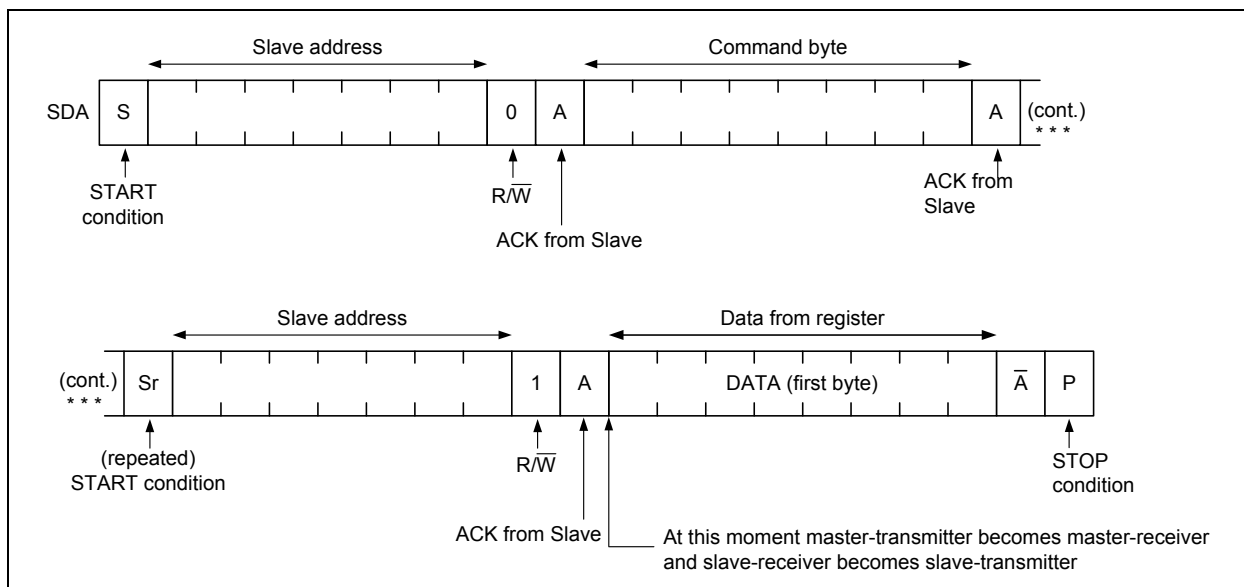 Slave address
Command byte
SDA
S
0
A
A
(cont.)
* * *
START
condition
R/W̅
ACK from Slave
ACK from
Slave
Slave address
Data from register
(cont.)
* * *
Sr
1
A
DATA (first byte)
A̅
P
(repeated)
START condition
R/W̅
ACK from Slave
STOP
condition
At this moment master-transmitter becomes master-receiver
and slave-receiver becomes slave-transmitter